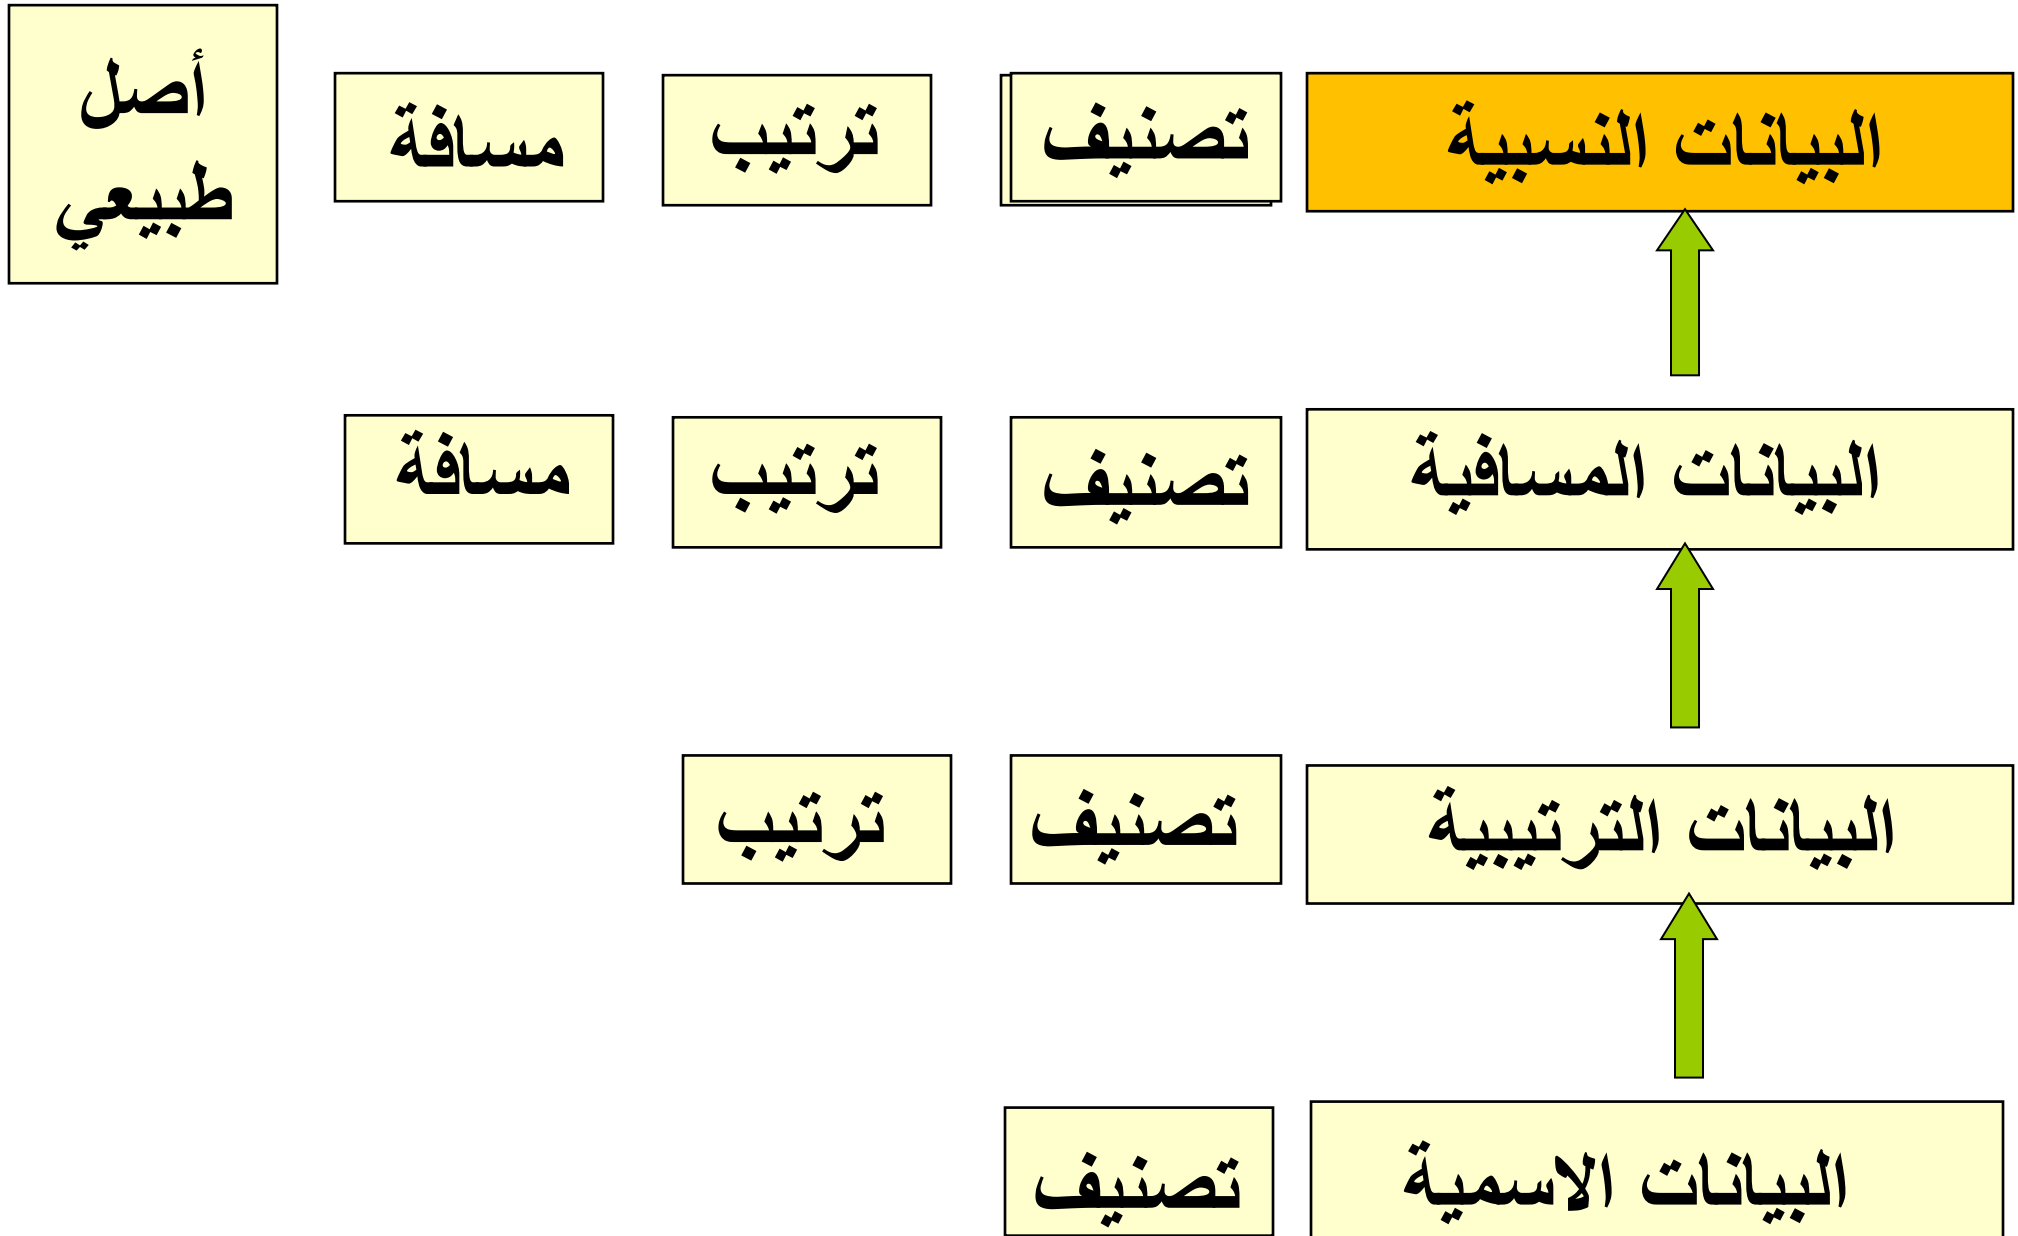 البيانات النسبية
تصنيف
ترتيب
مسافة
أصل
طبيعي
البيانات المسافية
تصنيف
ترتيب
مسافة
البيانات الترتيبية
تصنيف
ترتيب
البيانات الاسمية
تصنيف